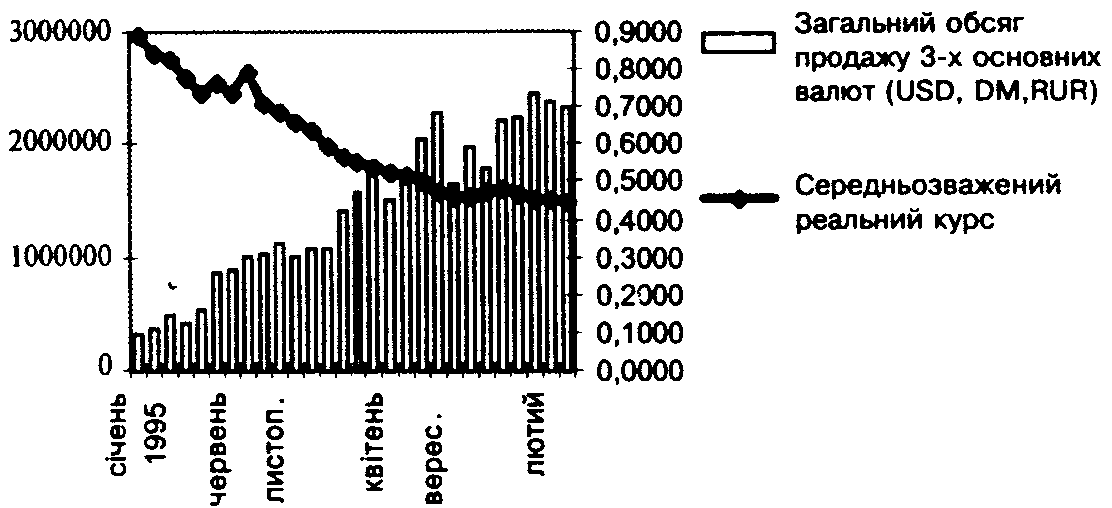 3000000
2000000
1000000
0
0,9000
0,8000
0,7000
0,6000
0,5000
0,4000
0,3000
0,2000
0,1000
0,0000
січень
1995
червень
листоп.
квітень
верес.
лютий
Загальний обсяг
продажу 3-х основних
валют (USD, DM,RUR)
Середньозважений
реальний курс